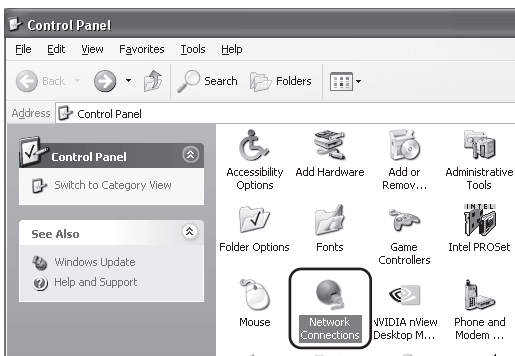 Control Panel
File Edit View Favorites Tools Help
Back Search Folders
Address Control Panel
Control Panel
Switch to Category View
See Also
Windows Update
Help and Support
Accessibility Options
Add Hardware
Add or Remov...
Administrative Tools
Folder Options
Fonts
Game Controllers
INTEL
Intel PROSet
Mouse
Network Connections
NVIDIA nView Desktop M...
Phone and Modem ...